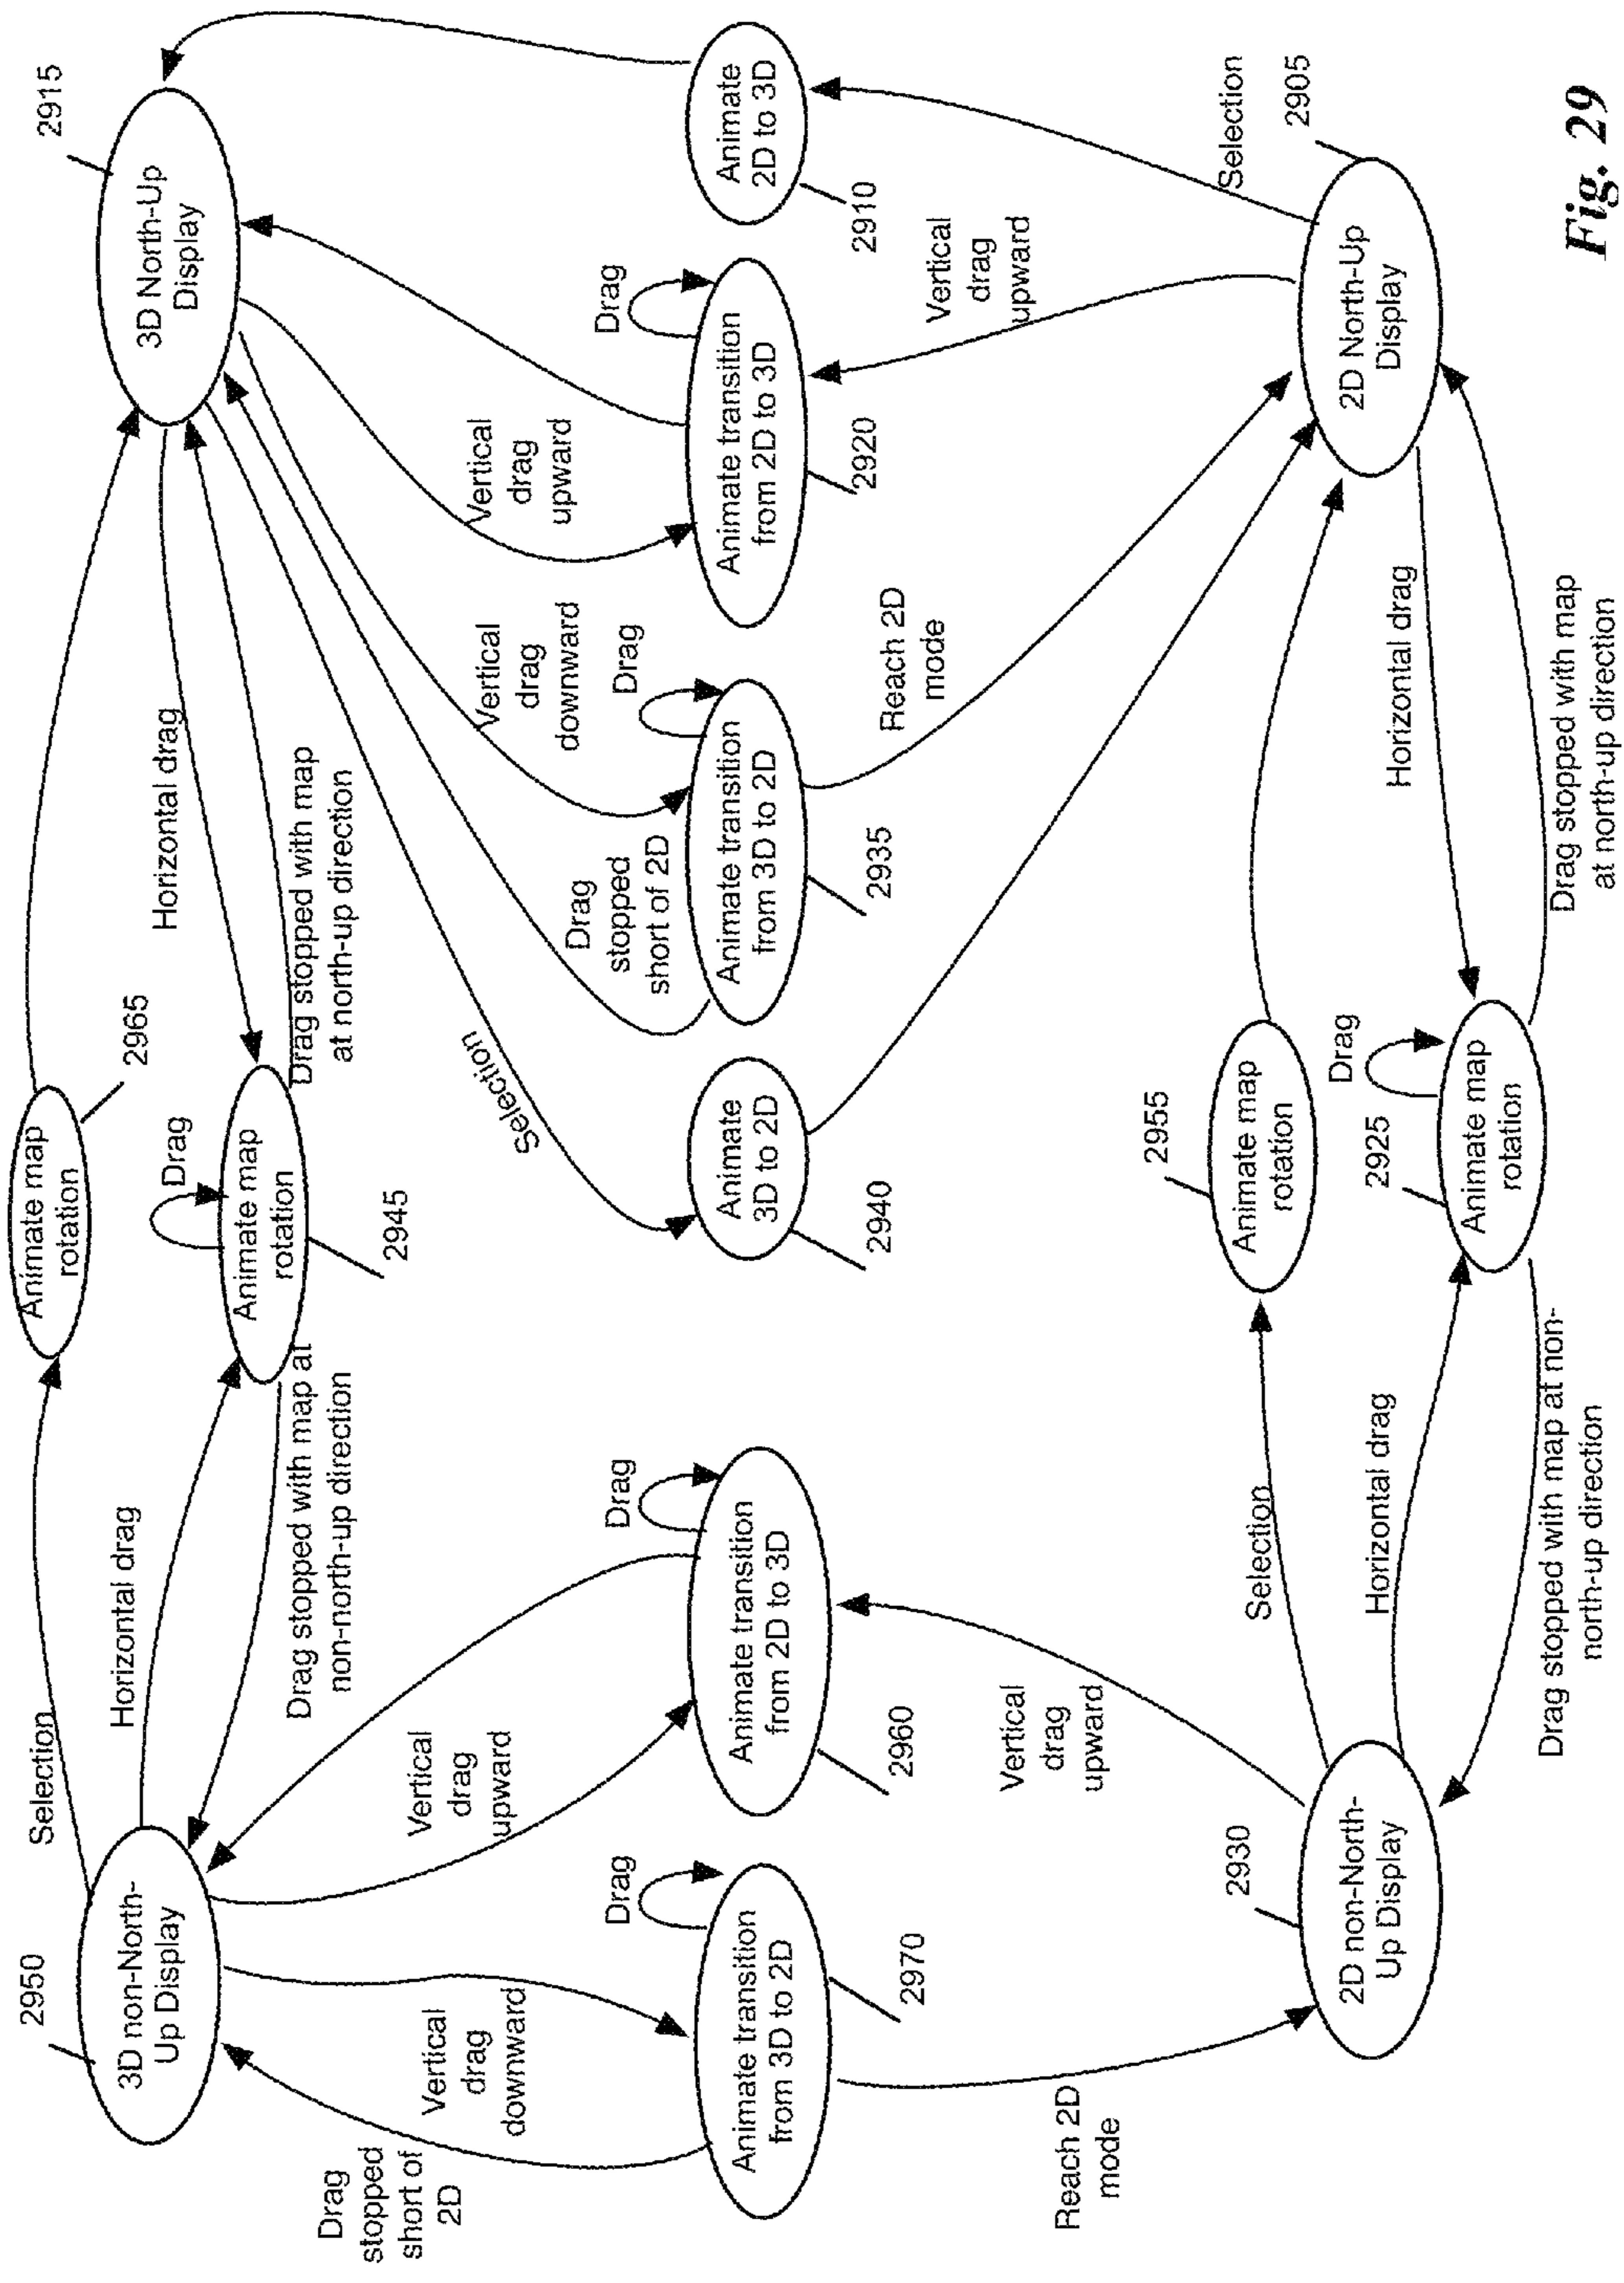 2950
3D non-North-
Up Display
Selection
Animate map
rotation
2965
2915
3D North-Up
Display
Horizontal drag
Drag
Animate map
rotation
2945
Horizontal drag
Drag stopped with map at
non-north-up direction
Drag stopped with map
at north-up direction
Drag
stopped
short of
2D
Vertical
drag
downward
Vertical
drag
upward
Selection
Drag
stopped
short of 2D
Vertical
drag
downward
Vertical
drag
upward
Drag
Animate transition
from 3D to 2D
2970
Drag
Animate transition
from 2D to 3D
2960
Animate
3D to 2D
2940
Drag
Animate transition
from 3D to 2D
2935
Drag
Animate transition
from 2D to 3D
2920
Animate
2D to 3D
2910
Reach 2D
mode
Vertical
drag
upward
Reach 2D
mode
Vertical
drag
upward
Selection
2930
2D non-North-
Up Display
Selection
2955
Animate map
rotation
2905
2D North-Up
Display
Horizontal drag
2925
Drag
Animate map
rotation
Horizontal drag
Drag stopped with map at non-
north-up direction
Drag stopped with map
at north-up direction
Fig. 29